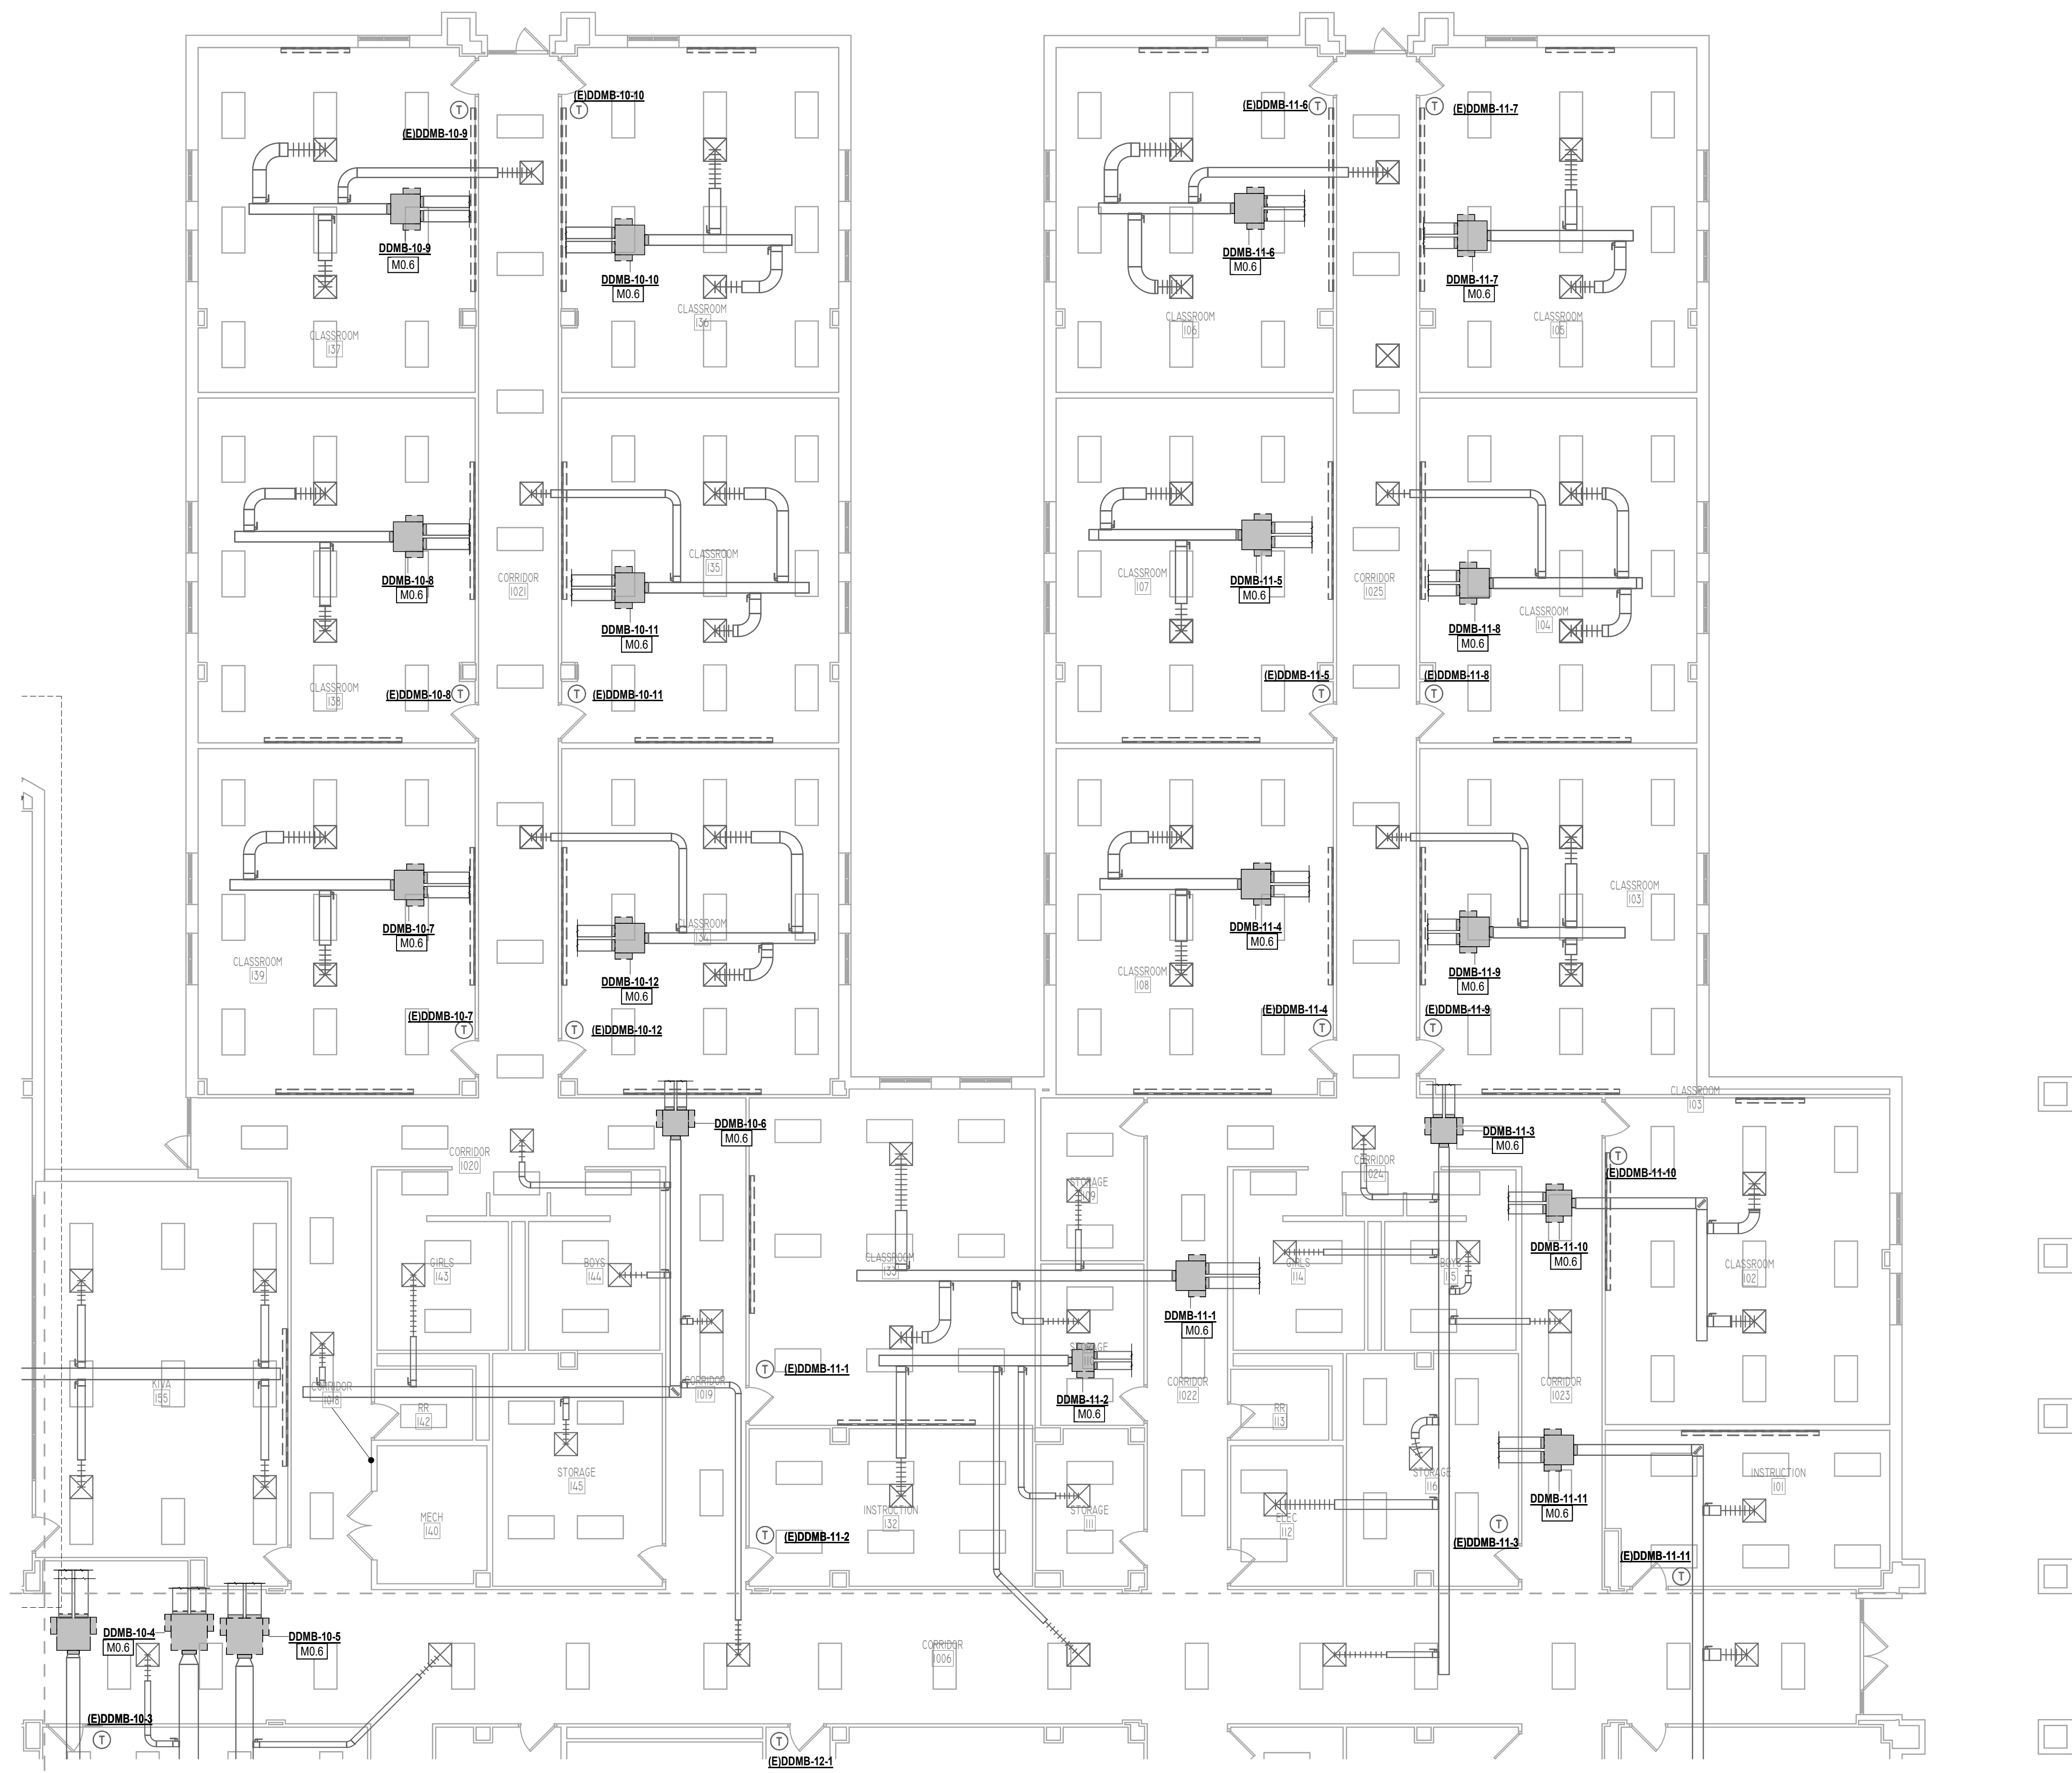 (E)DDMB-10-10
(E)DDMB-11-6
(E)DDMB-11-7
T
T
T
T
(E)DDMB-10-9
DDMB-10-9
M0.6
DDMB-10-10
M0.6
DDMB-11-6
M0.6
DDMB-11-7
M0.6
CLASSROOM
137
CLASSROOM
136
CLASSROOM
106
CLASSROOM
105
DDMB-10-8
M0.6
CORRIDOR
1021
CLASSROOM
135
DDMB-10-11
M0.6
CLASSROOM
107
DDMB-11-5
M0.6
CORRIDOR
1025
DDMB-11-8
M0.6
CLASSROOM
104
CLASSROOM
138
(E)DDMB-10-8
T
T
(E)DDMB-10-11
(E)DDMB-11-5
T
T
(E)DDMB-11-8
DDMB-10-7
M0.6
CLASSROOM
139
CLASSROOM
134
DDMB-10-12
M0.6
DDMB-11-4
M0.6
CLASSROOM
108
CLASSROOM
103
DDMB-11-9
M0.6
(E)DDMB-10-7
T
T
(E)DDMB-10-12
(E)DDMB-11-4
T
T
(E)DDMB-11-9
CLASSROOM
103
DDMB-10-6
M0.6
DDMB-11-3
M0.6
CORRIDOR
1020
CORRIDOR
1024
T
(E)DDMB-11-10
STORAGE
109
GIRLS
143
BOYS
144
CLASSROOM
133
GIRLS
114
BOYS
115
DDMB-11-10
M0.6
CLASSROOM
102
DDMB-11-1
M0.6
STORAGE
KIVA
155
CORRIDOR
1018
CORRIDOR
1019
T
(E)DDMB-11-1
DDMB-11-2
M0.6
CORRIDOR
1022
CORRIDOR
1023
RR
142
RR
113
STORAGE
145
STORAGE
116
INSTRUCTION
101
MECH
140
INSTRUCTION
132
STORAGE
111
ELEC
112
DDMB-11-11
M0.6
T
(E)DDMB-11-2
T
(E)DDMB-11-3
(E)DDMB-11-11
T
DDMB-10-4
M0.6
DDMB-10-5
M0.6
CORRIDOR
1006
(E)DDMB-10-3
T
T
(E)DDMB-12-1